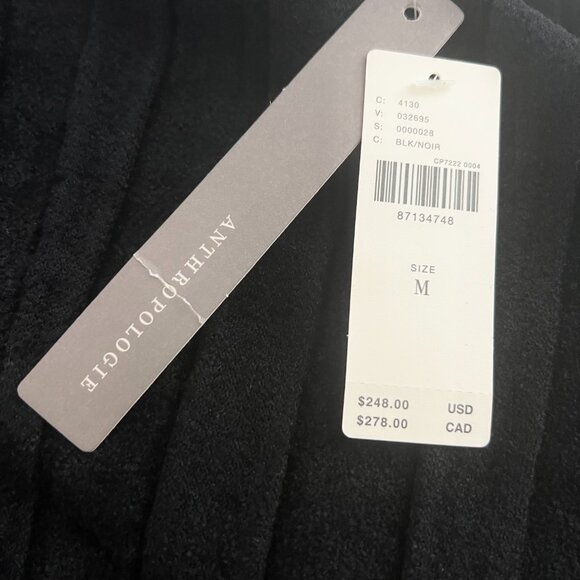 ANTHROPOLOGIE
C: 4130
V: 032695
S: 0000028
C: BLK/NOIR
CP7222 0004
87134748
SIZE
M
$248.00 USD
$278.00 CAD